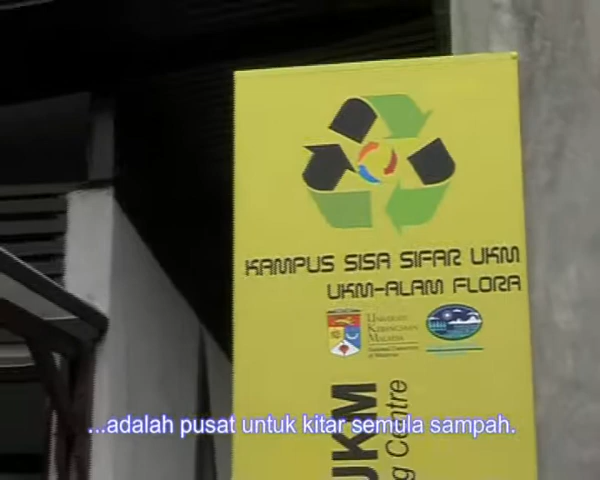 KAMPUS SISA SIFAR UKM
UKM-ALAM FLORA
UNIVERSITI
KEBANGSAAN
MALAYSIA
UKM
g Centre
...adalah pusat untuk kitar semula sampah.